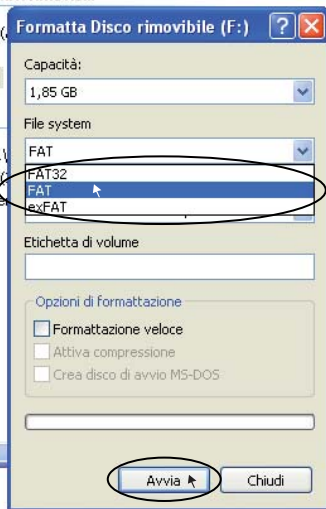 Formatta Disco rimovibile (F:)
Capacità:
1,85 GB
File system
FAT
FAT32
FAT
exFAT
Etichetta di volume
Opzioni di formattazione
Formattazione veloce
Attiva compressione
Crea disco di avvio MS-DOS
Avvia
Chiudi